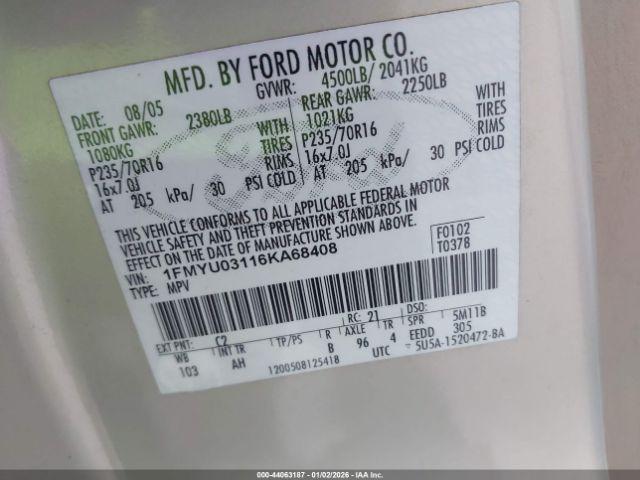 MFD. BY FORD MOTOR CO.
DATE: 08/05 GVWR: 4500LB/ 2041KG
FRONT GAWR: 2380LB REAR GAWR: 2250LB
1080KG WITH 1021KG WITH
P235/70R16 TIRES P235/70R16 TIRES
16x7.0J RIMS 16x7.0J RIMS
AT 205 kPa/ 30 PSI COLD AT 205 kPa/ 30 PSI COLD
THIS VEHICLE CONFORMS TO ALL APPLICABLE FEDERAL MOTOR
VEHICLE SAFETY AND THEFT PREVENTION STANDARDS IN
EFFECT ON THE DATE OF MANUFACTURE SHOWN ABOVE.
VIN: 1FMYU03116KA68408 F0102
TYPE: MPV T0378
EXT PNT: C2 RC: 21 DSO:
WB INT TR TP/PS R AXLE TR SPR 5M11B
103 AH B 96 4 EEDD 305
1200508125418 UTC 5U5A-1520472-BA
Ford
000-44063187 - 01/02/2026 - IAA Inc.